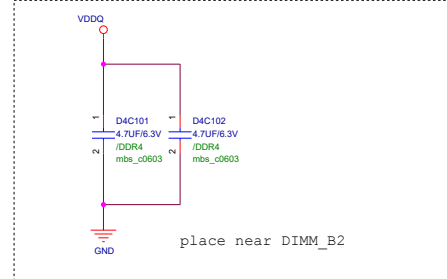 VDDQ
1
D4C101
4.7UF/6.3V
/DDR4
mbs_c0603
2
1
D4C102
4.7UF/6.3V
/DDR4
mbs_c0603
2
GND
place near DIMM_B2